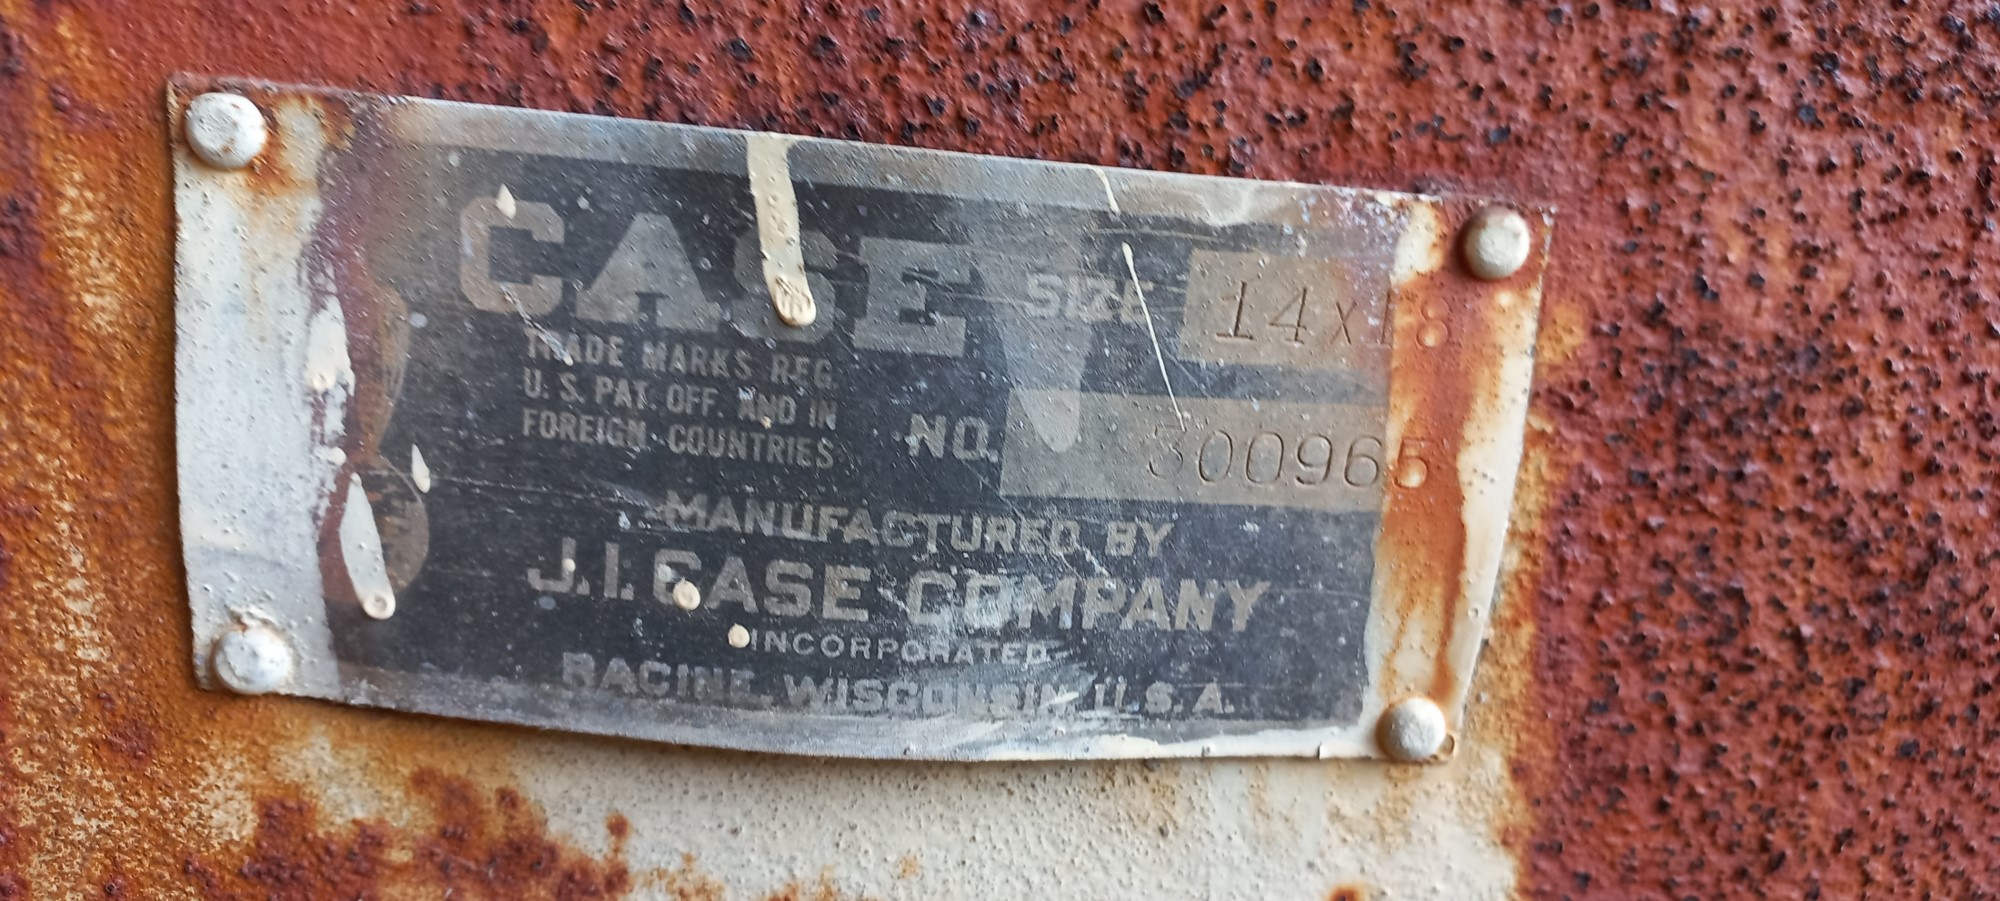 CASE
SIZE 14x18
TRADE MARKS REG.
U. S. PAT. OFF. AND IN
FOREIGN COUNTRIES
NO. 300965
MANUFACTURED BY
J.I. CASE COMPANY
INCORPORATED
RACINE, WISCONSIN, U. S. A.